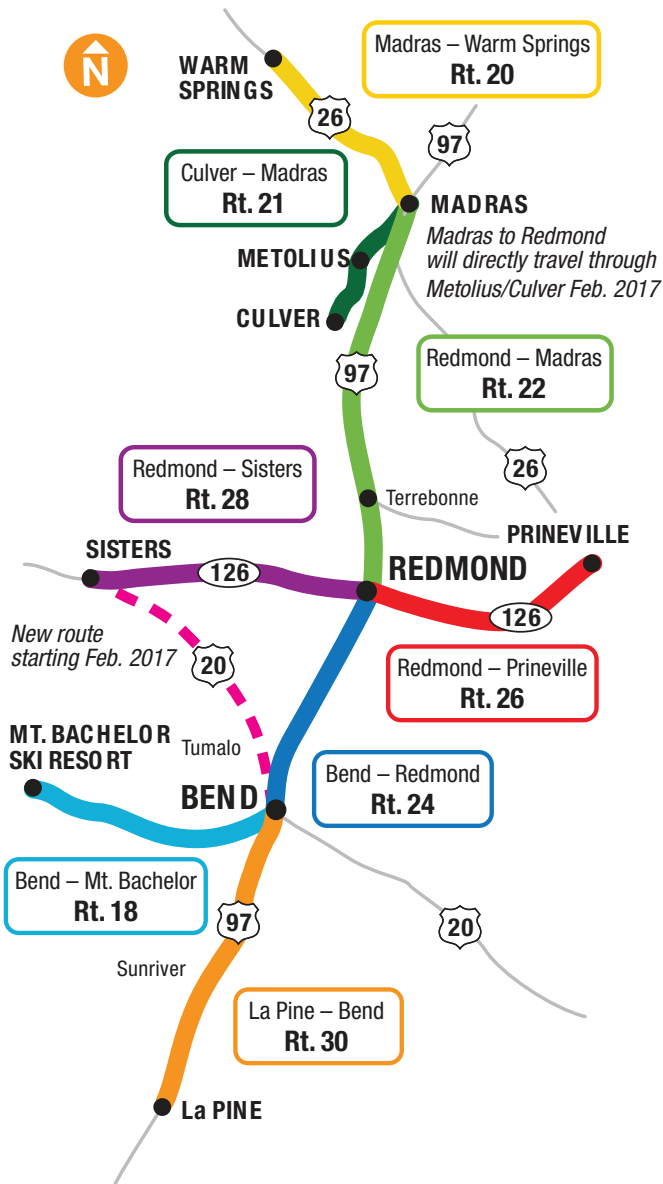 N
WARM
SPRINGS
Madras – Warm Springs
Rt. 20
26
97
Culver – Madras
Rt. 21
MADRAS
Madras to Redmond
will directly travel through
Metolius/Culver Feb. 2017
METOLIUS
CULVER
97
Redmond – Madras
Rt. 22
26
Redmond – Sisters
Rt. 28
Terrebonne
PRINEVILLE
SISTERS
126
REDMOND
126
New route
starting Feb. 2017
20
Redmond – Prineville
Rt. 26
MT. BACHELOR
SKI RESORT
Tumalo
BEND
Bend – Redmond
Rt. 24
Bend – Mt. Bachelor
Rt. 18
97
20
Sunriver
La Pine – Bend
Rt. 30
La PINE